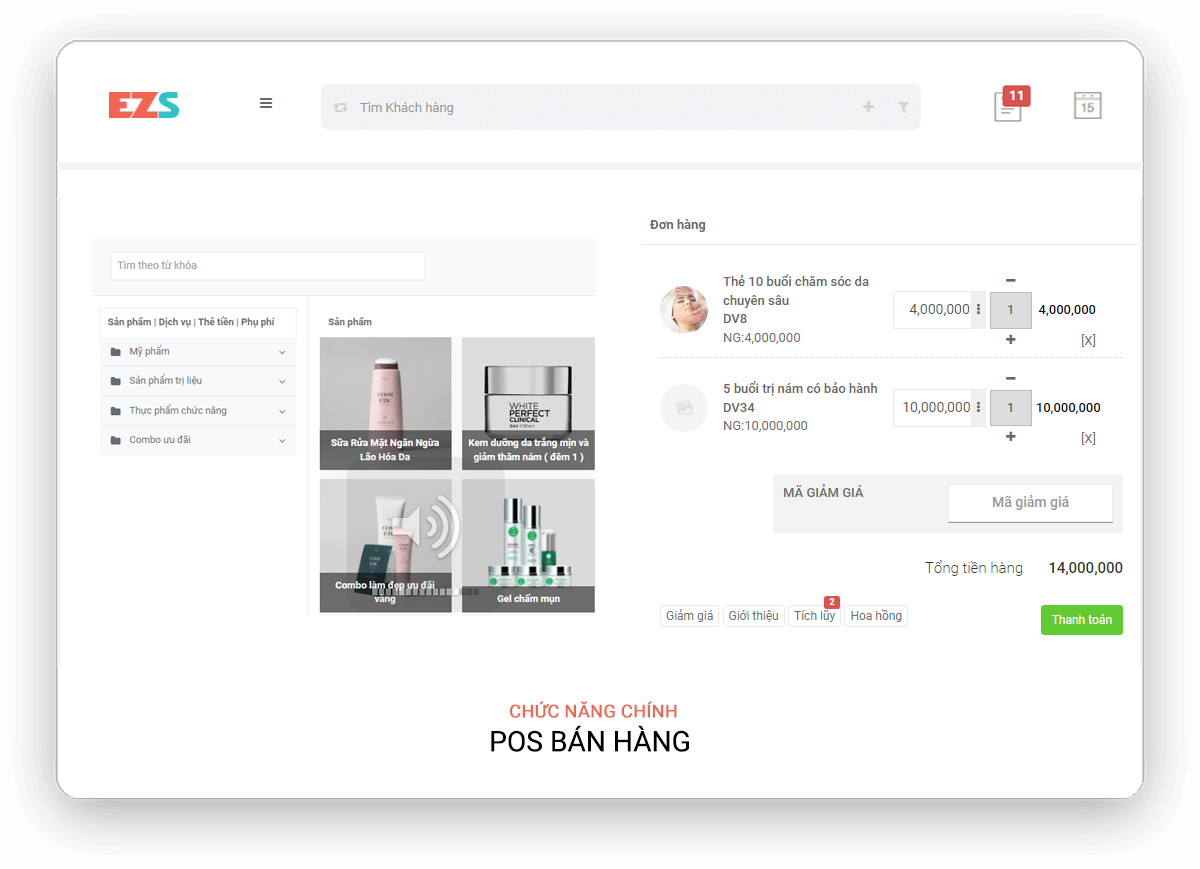 EZS
Tìm Khách hàng
11
15
Đơn hàng
Tìm theo từ khóa
Sản phẩm | Dịch vụ | Thẻ tiền | Phụ phí
Mỹ phẩm
Sản phẩm trị liệu
Thực phẩm chức năng
Combo ưu đãi
Sản phẩm
COSM
ETIC
Sữa Rửa Mặt Ngăn Ngừa
Lão Hóa Da
WHITE
PERFECT
CLINICAL
DAY CREAM
Kem dưỡng da trắng mịn và
giảm thâm nám ( đêm 1 )
Combo làm đẹp ưu đãi
vàng
Gel chấm mụn
Thẻ 10 buổi chăm sóc da
chuyên sâu
DV8
NG:4,000,000
4,000,000
1
4,000,000
[X]
5 buổi trị nám có bảo hành
DV34
NG:10,000,000
10,000,000
1
10,000,000
[X]
MÃ GIẢM GIÁ
Mã giảm giá
Tổng tiền hàng 14,000,000
Giảm giá
Giới thiệu
Tích lũy
2
Hoa hồng
Thanh toán
CHỨC NĂNG CHÍNH
POS BÁN HÀNG